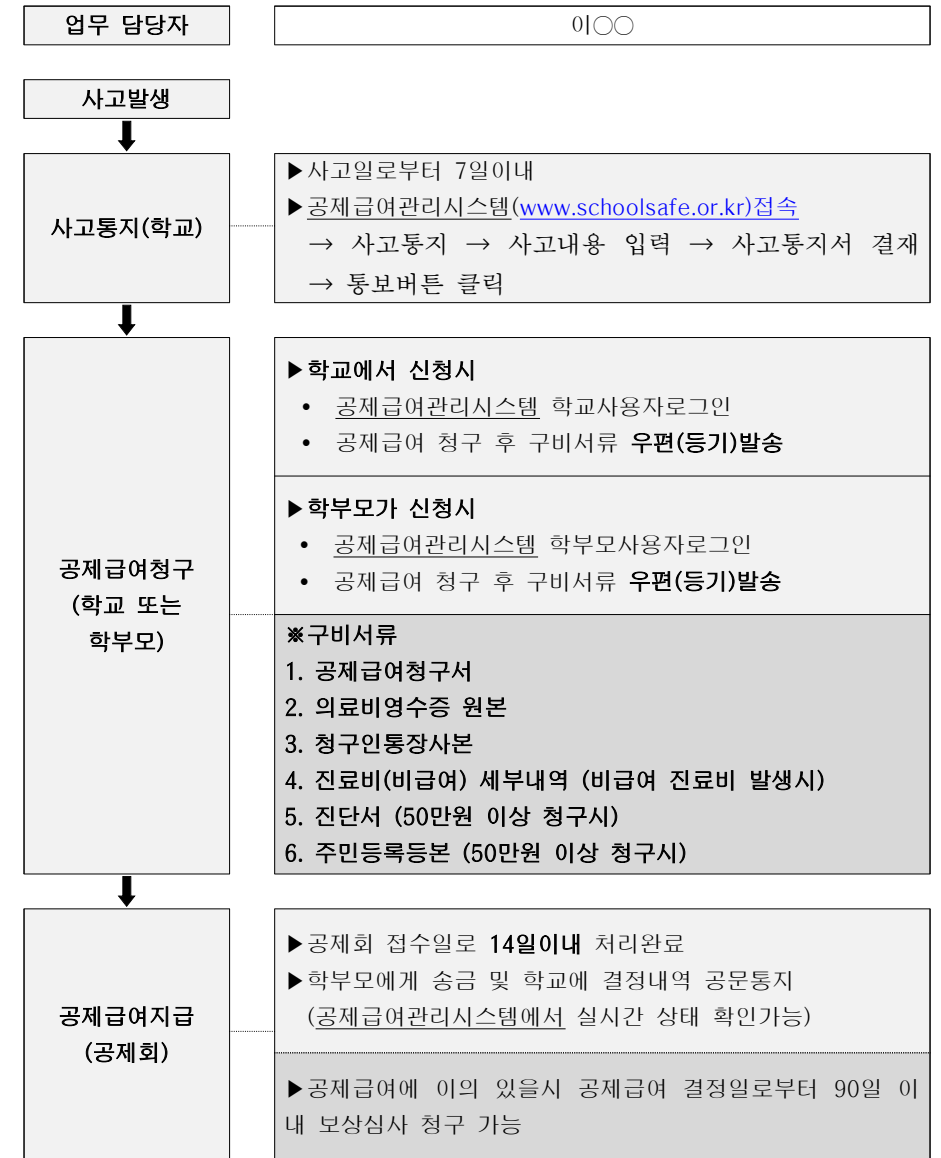 업무 담당자
이○○
사고발생
사고통지(학교)
▶사고일로부터 7일이내
▶공제급여관리시스템(www.schoolsafe.or.kr)접속
→ 사고통지 → 사고내용 입력 → 사고통지서 결재
→ 통보버튼 클릭
공제급여청구
(학교 또는
학부모)
▶학교에서 신청시
• 공제급여관리시스템 학교사용자로그인
• 공제급여 청구 후 구비서류 우편(등기)발송
▶학부모가 신청시
• 공제급여관리시스템 학부모사용자로그인
• 공제급여 청구 후 구비서류 우편(등기)발송
※구비서류
1. 공제급여청구서
2. 의료비영수증 원본
3. 청구인통장사본
4. 진료비(비급여) 세부내역 (비급여 진료비 발생시)
5. 진단서 (50만원 이상 청구시)
6. 주민등록등본 (50만원 이상 청구시)
공제급여지급
(공제회)
▶공제회 접수일로 14일이내 처리완료
▶학부모에게 송금 및 학교에 결정내역 공문통지
(공제급여관리시스템에서 실시간 상태 확인가능)
▶공제급여에 이의 있을시 공제급여 결정일로부터 90일 이
내 보상심사 청구 가능